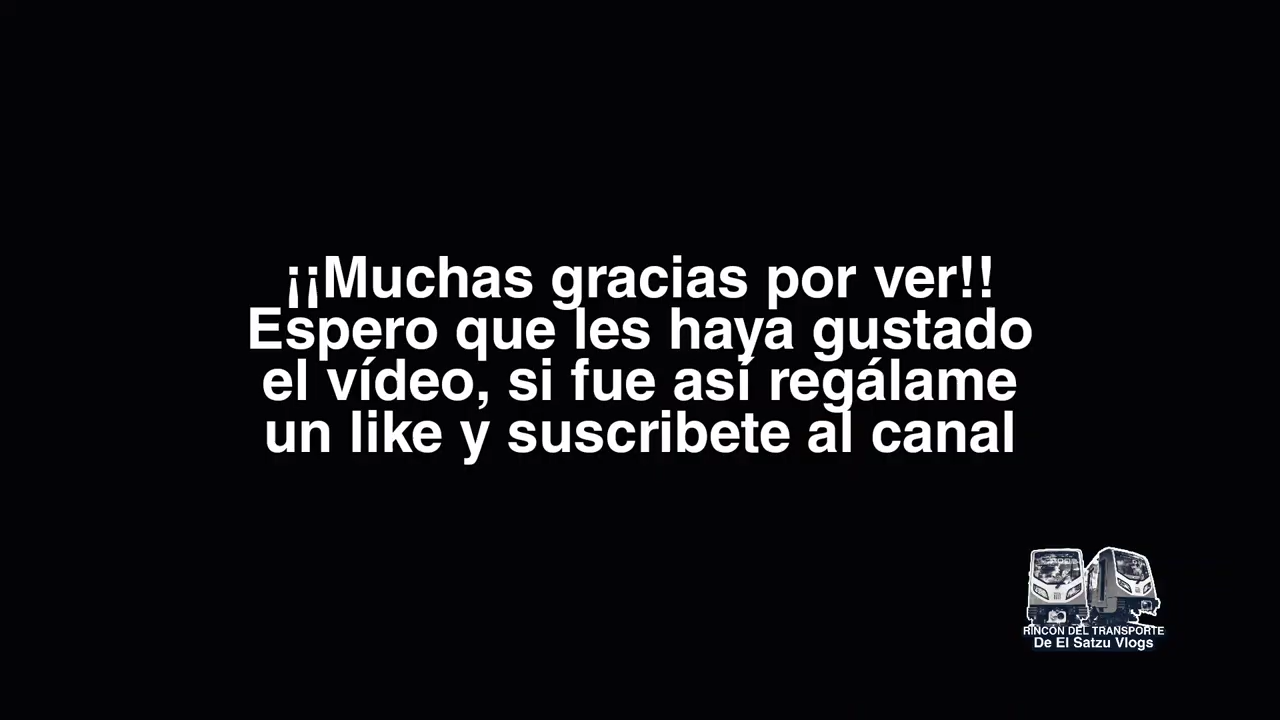 ¡¡Muchas gracias por ver!!
Espero que les haya gustado
el vídeo, si fue así regálame
un like y suscribete al canal
RINCÓN DEL TRANSPORTE
De El Satzu Vlogs